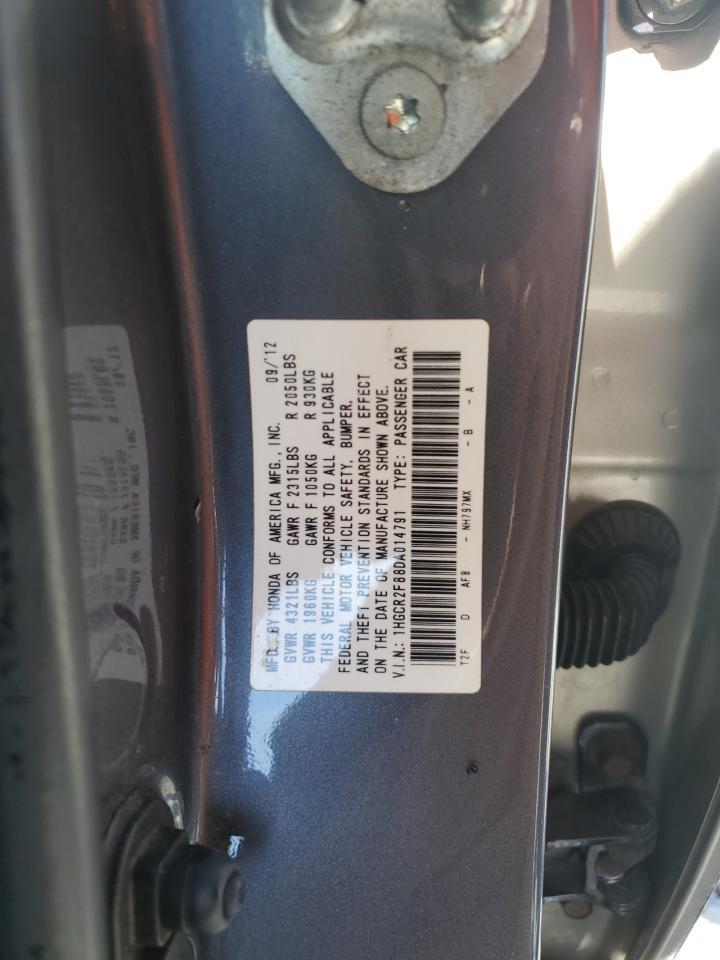 MFD. BY HONDA OF AMERICA MFG., INC. 09/'12
GVWR 4321LBS GAWR F 2315LBS R 2050LBS
GVWR 1960KG GAWR F 1050KG R 930KG
THIS VEHICLE CONFORMS TO ALL APPLICABLE
FEDERAL MOTOR VEHICLE SAFETY, BUMPER,
AND THEFT PREVENTION STANDARDS IN EFFECT
ON THE DATE OF MANUFACTURE SHOWN ABOVE.
V.I.N.: 1HGCR2F88DA014791 TYPE: PASSENGER CAR
T2F D AF8 - NH797MX - B - A